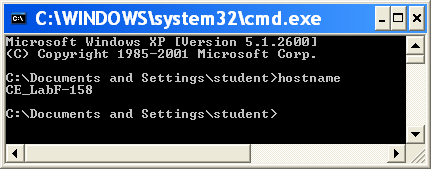 C:\WINDOWS\system32\cmd.exe
Microsoft Windows XP [Version 5.1.2600]
(C) Copyright 1985-2001 Microsoft Corp.
C:\Documents and Settings\student>hostname
CE_LabF-158
C:\Documents and Settings\student>